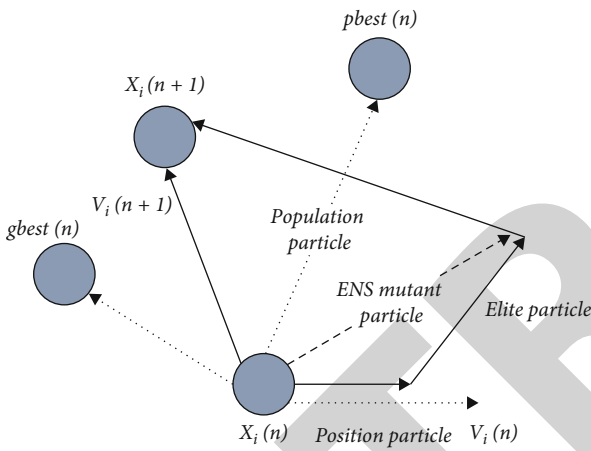 pbest (n)
X_i (n + 1)
V_i (n + 1)
gbest (n)
Population
particle
ENS mutant
particle
Elite particle
X_i (n)
Position particle
V_i (n)